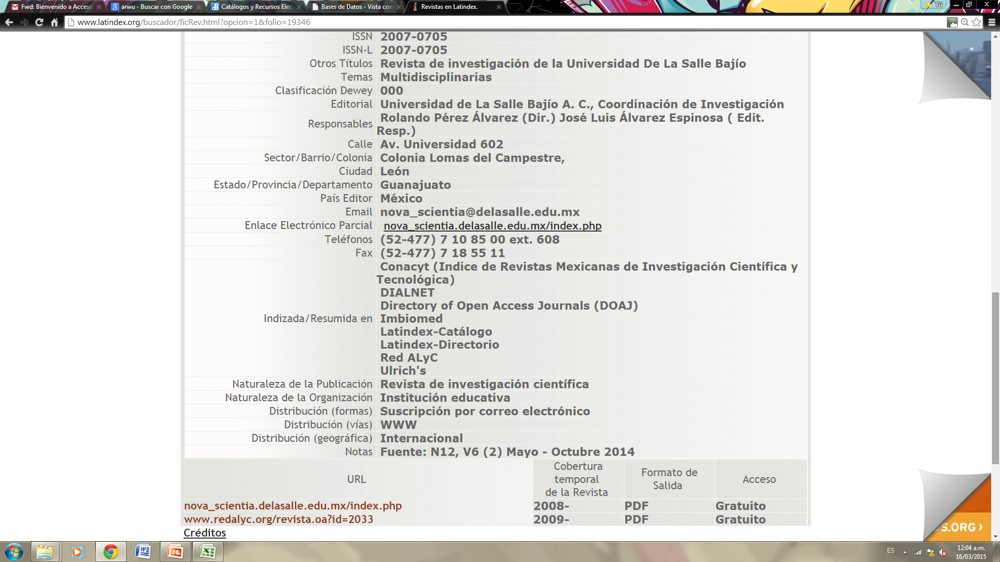 Fwd: Bienvenido a Acceso
arwu - Buscar con Google
Catálogos y Recursos Elec
Bases de Datos - Vista con
Revistas en Latindex.
Tú
www.latindex.org/buscador/ficRev.html?opcion=1&folio=19346
ISSN 2007-0705
ISSN-L 2007-0705
Otros Títulos Revista de investigación de la Universidad De La Salle Bajío
Temas Multidisciplinarias
Clasificación Dewey 000
Editorial Universidad de La Salle Bajío A. C., Coordinación de Investigación
Responsables Rolando Pérez Álvarez (Dir.) José Luis Álvarez Espinosa ( Edit.
Resp.)
Calle Av. Universidad 602
Sector/Barrio/Colonia Colonia Lomas del Campestre,
Ciudad León
Estado/Provincia/Departamento Guanajuato
País Editor México
Email nova_scientia@delasalle.edu.mx
Enlace Electrónico Parcial nova_scientia.delasalle.edu.mx/index.php
Teléfonos (52-477) 7 10 85 00 ext. 608
Fax (52-477) 7 18 55 11
Indizada/Resumida en Conacyt (Indice de Revistas Mexicanas de Investigación Científica y
Tecnológica)
DIALNET
Directory of Open Access Journals (DOAJ)
Imbiomed
Latindex-Catálogo
Latindex-Directorio
Red ALyC
Ulrich's
Naturaleza de la Publicación Revista de investigación científica
Naturaleza de la Organización Institución educativa
Distribución (formas) Suscripción por correo electrónico
Distribución (vías) WWW
Distribución (geográfica) Internacional
Notas Fuente: N12, V6 (2) Mayo - Octubre 2014
URL
Cobertura
temporal
de la Revista
Formato de
Salida
Acceso
nova_scientia.delasalle.edu.mx/index.php 2008- PDF Gratuito
www.redalyc.org/revista.oa?id=2033 2009- PDF Gratuito
Créditos
S.ORG ›
ES
12:04 a.m.
16/03/2015